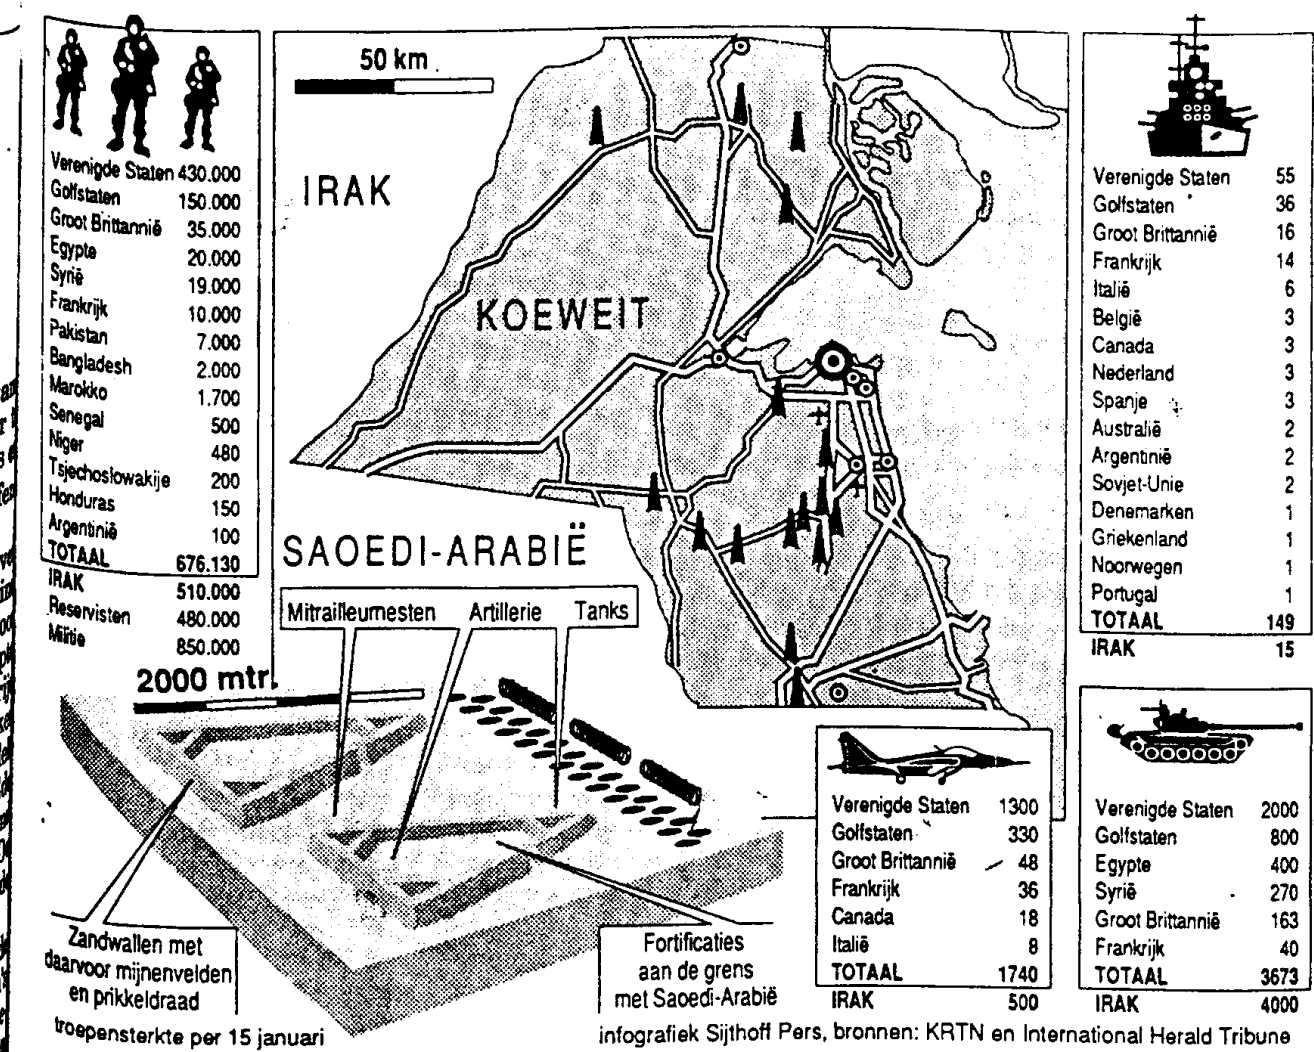 Verenigde Staten 430.000
Golfstaten 150.000
Groot Brittannië 35.000
Egypte 20.000
Syrië 19.000
Frankrijk 10.000
Pakistan 7.000
Bangladesh 2.000
Marokko 1.700
Senegal 500
Niger 480
Tsjechoslowakije 200
Honduras 150
Argentinië 100
TOTAAL 676.130
IRAK 510.000
Reservisten 480.000
Militie 850.000
50 km
IRAK
KOEWEIT
SAOEDI-ARABIË
Mitrailleurnesten Artillerie Tanks
2000 mtr.
Zandwallen met
daarvoor mijnenvelden
en prikkeldraad
Fortificaties
aan de grens
met Saoedi-Arabië
Verenigde Staten 55
Golfstaten 36
Groot Brittannië 16
Frankrijk 14
Italië 6
België 3
Canada 3
Nederland 3
Spanje 3
Australië 2
Argentinië 2
Sovjet-Unie 2
Denemarken 1
Griekenland 1
Noorwegen 1
Portugal 1
TOTAAL 149
IRAK 15
Verenigde Staten 1300
Golfstaten 330
Groot Brittannië 48
Frankrijk 36
Canada 18
Italië 8
TOTAAL 1740
IRAK 500
Verenigde Staten 2000
Golfstaten 800
Egypte 400
Syrië 270
Groot Brittannië 163
Frankrijk 40
TOTAAL 3673
IRAK 4000
troepensterkte per 15 januari
infografiek Sijthoff Pers, bronnen: KRTN en International Herald Tribune